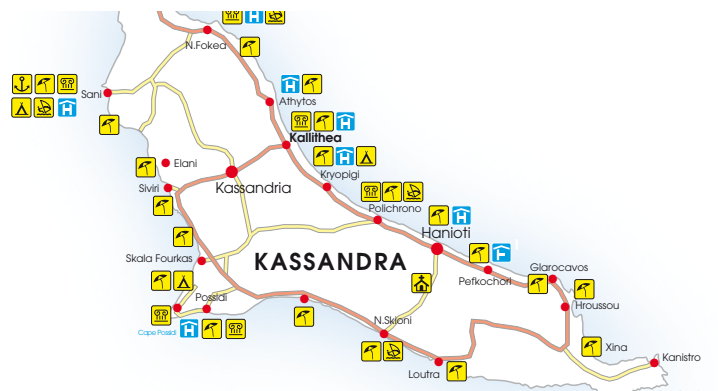 N.Fokea
Sani
H
Athytos
H
H
Kallithea
H
H
Elani
Kryopigi
Siviri
Kassandria
Polichrono
H
Hanioti
Skala Fourkas
KASSANDRA
Glarocavos
Pefkochori
Possidi
Hroussou
Cape Possidi
H
N.Skioni
Xina
Kanistro
Loutra